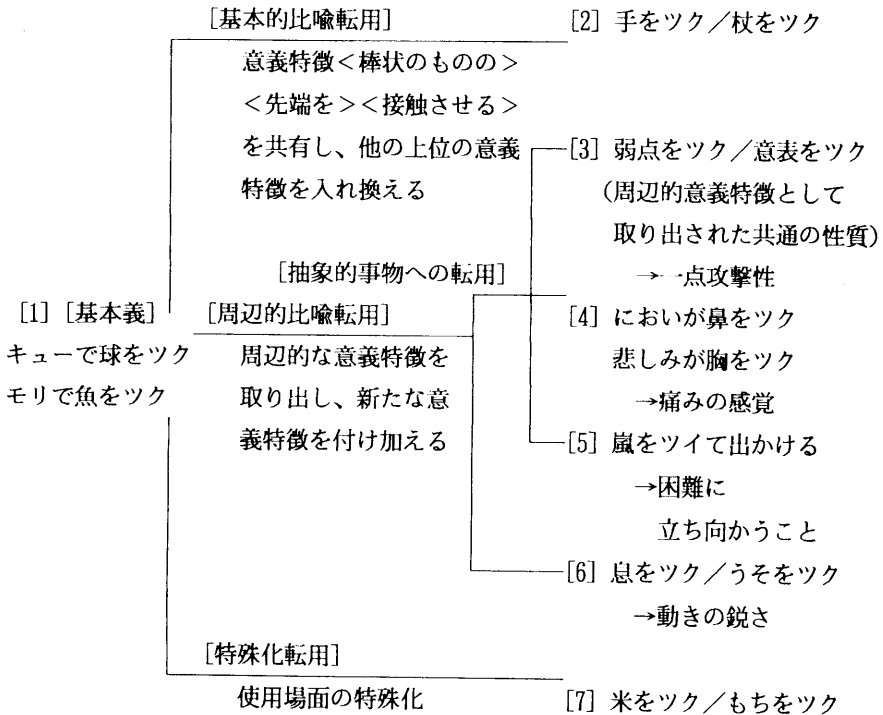 [基本的比喩転用]
意義特徴＜棒状のものの＞
＜先端を＞＜接触させる＞
を共有し、他の上位の意義
特徴を入れ換える
[2] 手をツク／杖をツク
[3] 弱点をツク／意表をツク
(周辺的意義特徴として
取り出された共通の性質)
→一点攻撃性
[抽象的事物への転用]
[1] [基本義]
キューで球をツク
モリで魚をツク
[周辺的比喩転用]
周辺的な意義特徴を
取り出し、新たな意
義特徴を付け加える
[4] においが鼻をツク
悲しみが胸をツク
→痛みの感覚
[5] 嵐をツイて出かける
→困難に
立ち向かうこと
[6]息をツク／うそをツク
→動きの鋭さ
[特殊化転用]
使用場面の特殊化
[7] 米をツク／もちをツク